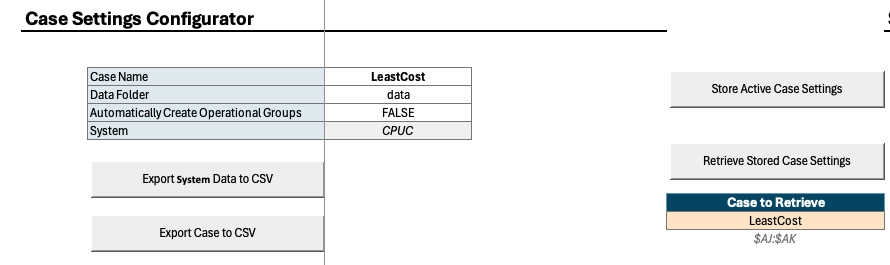 Case Settings Configurator
Case Name LeastCost
Data Folder data
Automatically Create Operational Groups FALSE
System CPUC
Export System Data to CSV
Export Case to CSV
Store Active Case Settings
Retrieve Stored Case Settings
Case to Retrieve
LeastCost
$AJ:$AK